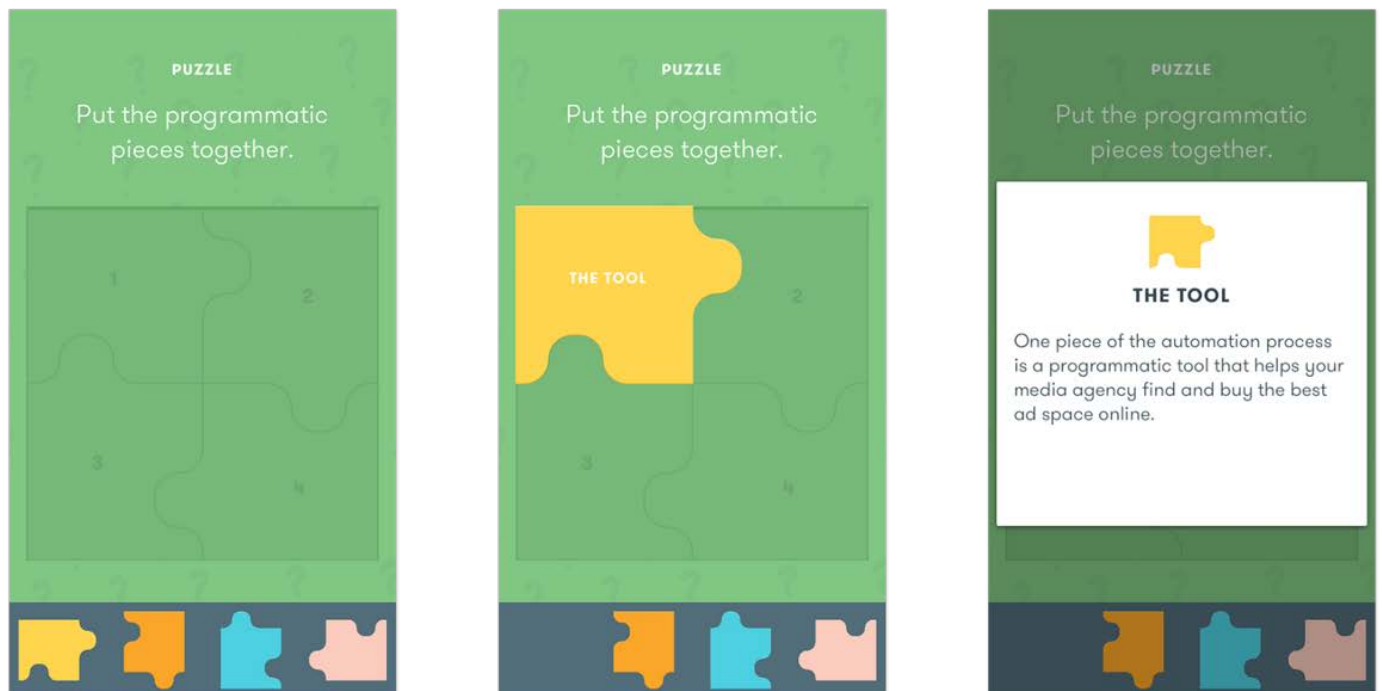 PUZZLE
Put the programmatic
pieces together.
1
2
3
4
PUZZLE
Put the programmatic
pieces together.
THE TOOL
2
3
4
PUZZLE
Put the programmatic
pieces together.
THE TOOL
One piece of the automation process
is a programmatic tool that helps your
media agency find and buy the best
ad space online.